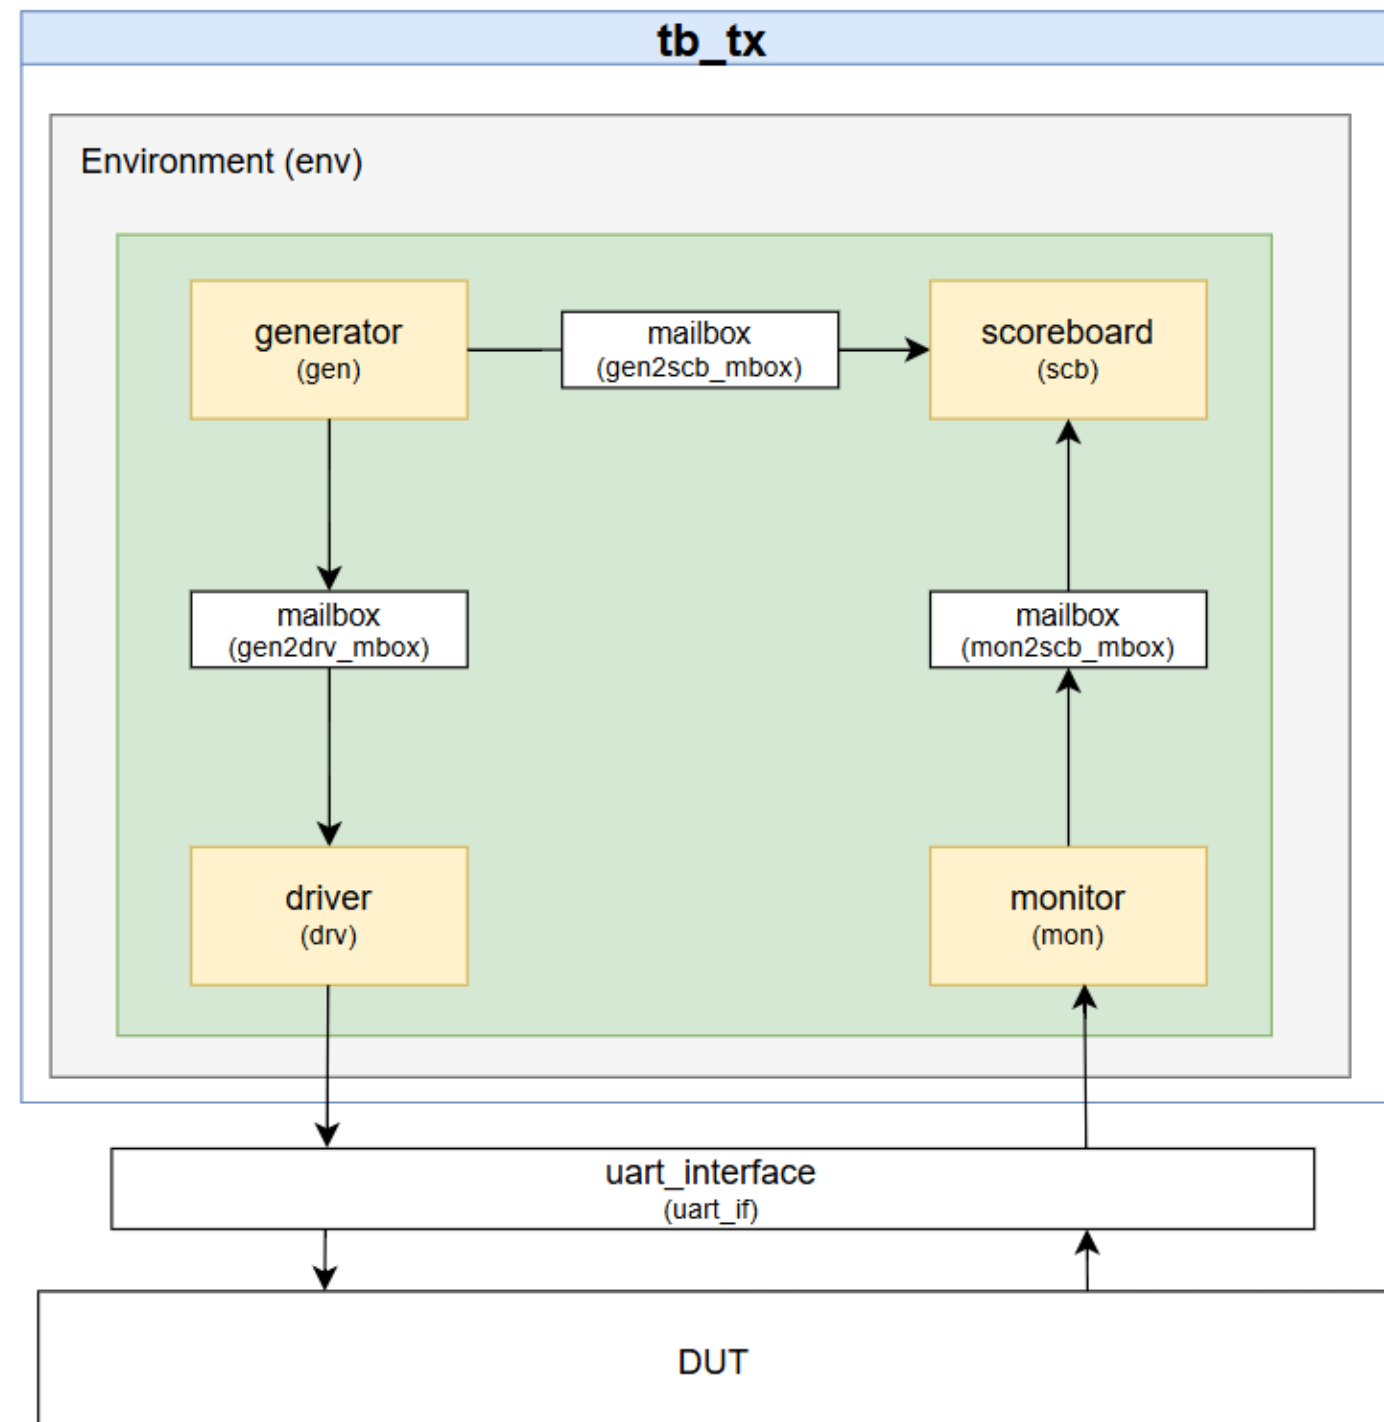 tb_tx
Environment (env)
generator
(gen)
mailbox
(gen2scb_mbox)
scoreboard
(scb)
mailbox
(gen2drv_mbox)
mailbox
(mon2scb_mbox)
driver
(drv)
monitor
(mon)
uart_interface
(uart_if)
DUT